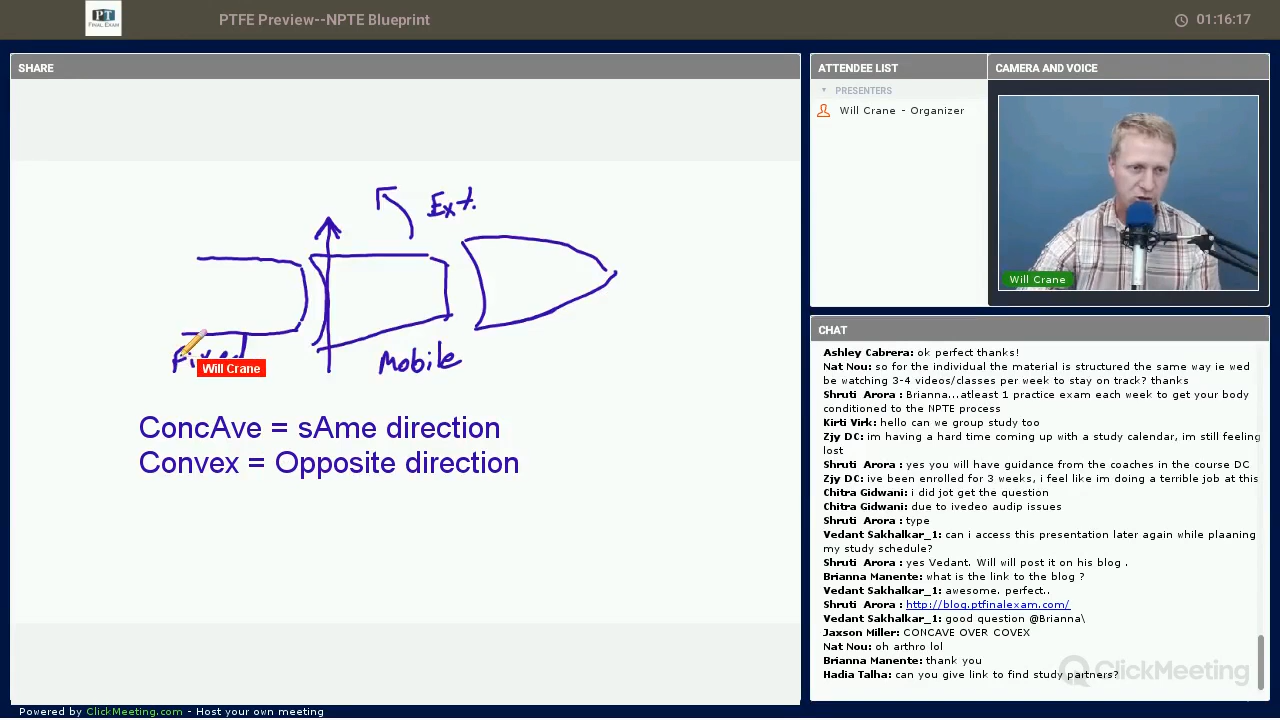 PT
FINAL EXAM
PTFE Preview--NPTE Blueprint
01:16:17
SHARE
Ext.
Fixed
Will Crane
Mobile
ConcAve = sAme direction
Convex = Opposite direction
ATTENDEE LIST
PRESENTERS
Will Crane - Organizer
CAMERA AND VOICE
Will Crane
CHAT
Ashley Cabrera: ok perfect thanks!
Nat Nou: so for the individual the material is structured the same way ie wed
be watching 3-4 videos/classes per week to stay on track? thanks
Shruti Arora : Brianna...atleast 1 practice exam each week to get your body
conditioned to the NPTE process
Kirti Virk: hello can we group study too
Zjy DC: im having a hard time coming up with a study calendar, im still feeling
lost
Shruti Arora : yes you will have guidance from the coaches in the course DC
Zjy DC: ive been enrolled for 3 weeks, i feel like im doing a terrible job at this
Chitra Gidwani: i did jot get the question
Chitra Gidwani: due to ivedeo audip issues
Shruti Arora : type
Vedant Sakhalkar_1: can i access this presentation later again while plaaning
my study schedule?
Shruti Arora : yes Vedant. Will will post it on his blog .
Brianna Manente: what is the link to the blog ?
Vedant Sakhalkar_1: awesome. perfect..
Shruti Arora : http://blog.ptfinalexam.com/
Vedant Sakhalkar_1: good question @Brianna\
Jaxson Miller: CONCAVE OVER COVEX
Nat Nou: oh arthro lol
Brianna Manente: thank you
Hadia Talha: can you give link to find study partners?
ClickMeeting
Powered by ClickMeeting.com - Host your own meeting